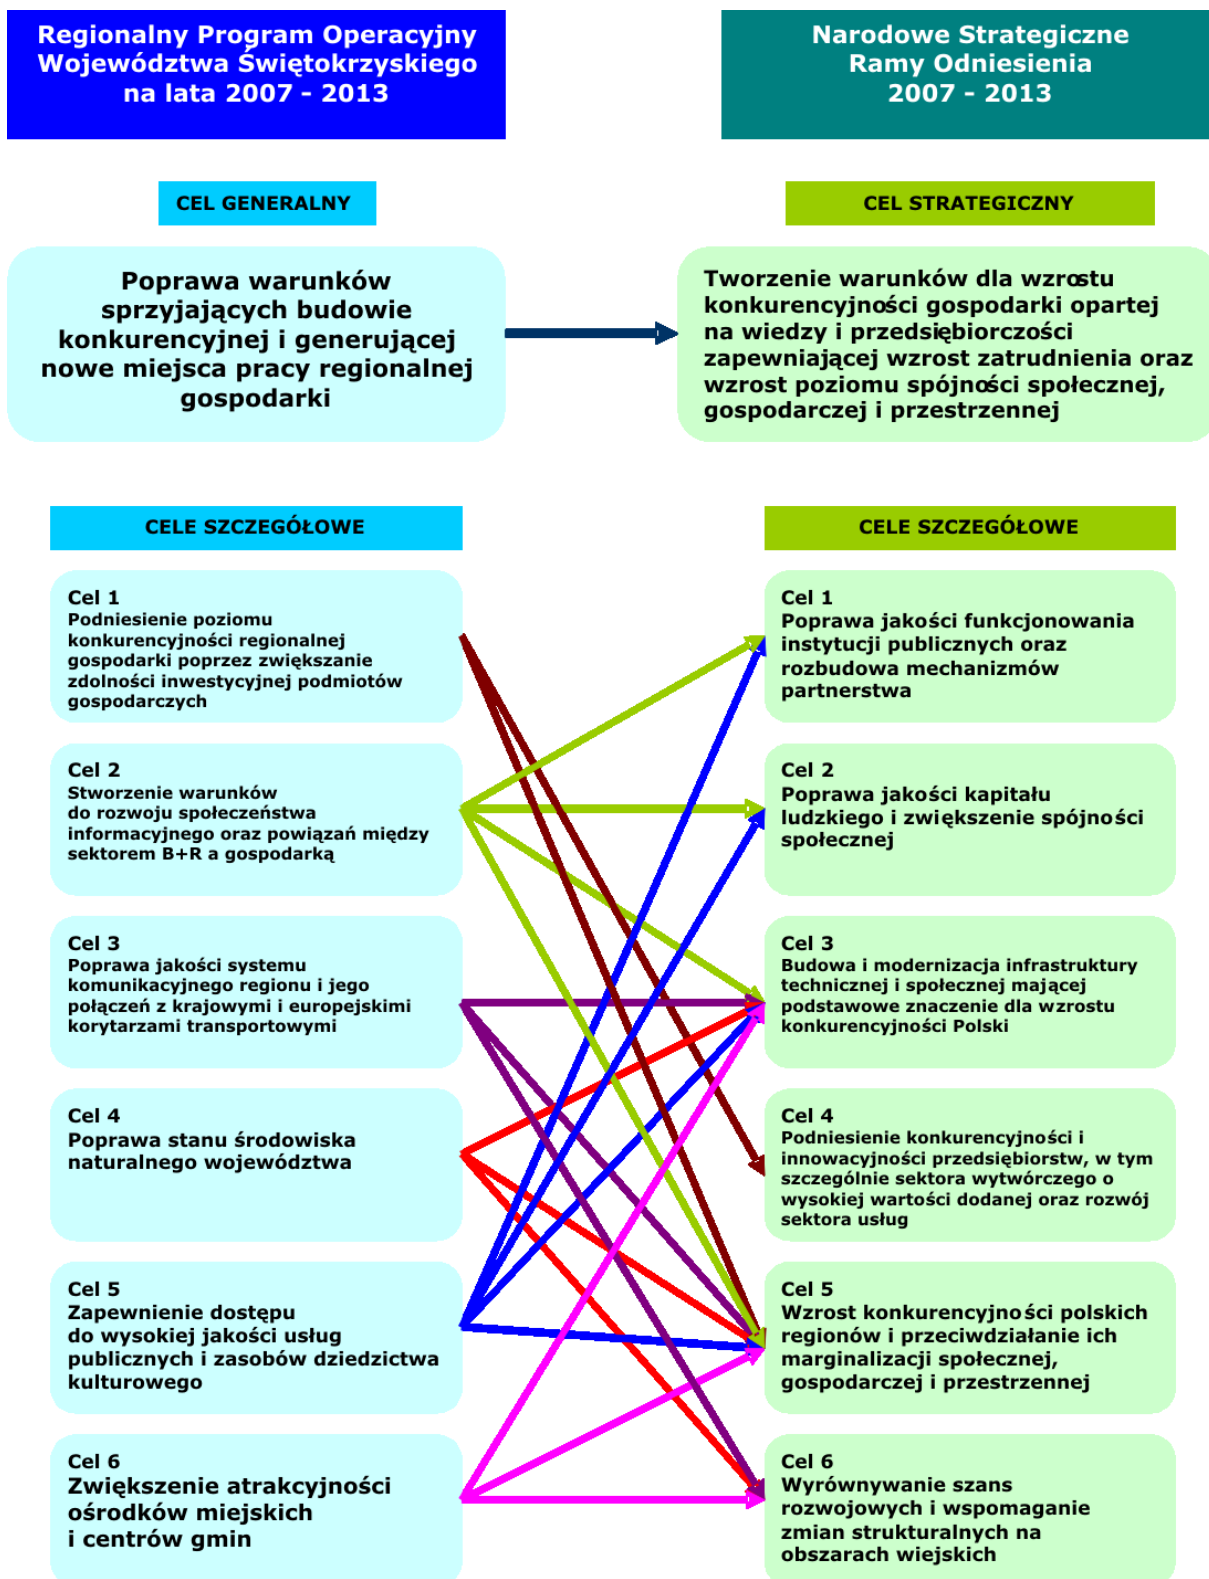 Regionalny Program Operacyjny
Województwa Świętokrzyskiego
na lata 2007 - 2013
Narodowe Strategiczne
Ramy Odniesienia
2007 - 2013
CEL GENERALNY
CEL STRATEGICZNY
Poprawa warunków
sprzyjających budowie
konkurencyjnej i generującej
nowe miejsca pracy regionalnej
gospodarki
Tworzenie warunków dla wzrostu
konkurencyjności gospodarki opartej
na wiedzy i przedsiębiorczości
zapewniającej wzrost zatrudnienia oraz
wzrost poziomu spójności społecznej,
gospodarczej i przestrzennej
CELE SZCZEGÓŁOWE
Cel 1
Podniesienie poziomu
konkurencyjności regionalnej
gospodarki poprzez zwiększanie
zdolności inwestycyjnej podmiotów
gospodarczych
Cel 2
Stworzenie warunków
do rozwoju społeczeństwa
informacyjnego oraz powiązań między
sektorem B+R a gospodarką
Cel 3
Poprawa jakości systemu
komunikacyjnego regionu i jego
połączeń z krajowymi i europejskimi
korytarzami transportowymi
Cel 4
Poprawa stanu środowiska
naturalnego województwa
Cel 5
Zapewnienie dostępu
do wysokiej jakości usług
publicznych i zasobów dziedzictwa
kulturowego
Cel 6
Zwiększenie atrakcyjności
ośrodków miejskich
i centrów gmin
CELE SZCZEGÓŁOWE
Cel 1
Poprawa jakości funkcjonowania
instytucji publicznych oraz
rozbudowa mechanizmów
partnerstwa
Cel 2
Poprawa jakości kapitału
ludzkiego i zwiększenie spójności
społecznej
Cel 3
Budowa i modernizacja infrastruktury
technicznej i społecznej mającej
podstawowe znaczenie dla wzrostu
konkurencyjności Polski
Cel 4
Podniesienie konkurencyjności i
innowacyjności przedsiębiorstw, w tym
szczególnie sektora wytwórczego o
wysokiej wartości dodanej oraz rozwój
sektora usług
Cel 5
Wzrost konkurencyjności polskich
regionów i przeciwdziałanie ich
marginalizacji społecznej,
gospodarczej i przestrzennej
Cel 6
Wyrównywanie szans
rozwojowych i wspomaganie
zmian strukturalnych na
obszarach wiejskich